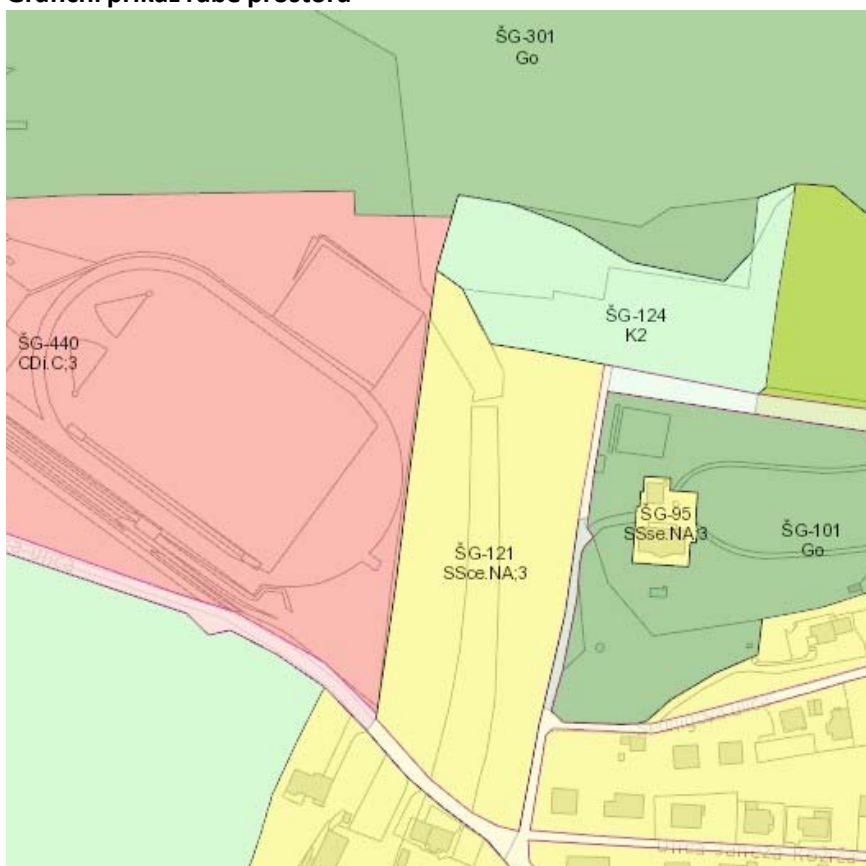 Grafični prikaz rabe prostora
ŠG-301
Go
ŠG-124
K2
ŠG-440
CDi.C;3
ŠG-95
SSse.NA;3
ŠG-101
Go
ŠG-121
SSce.NA;3